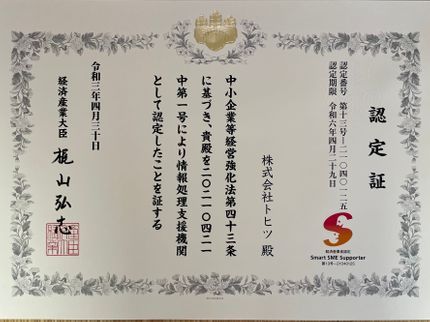 認定証
認定番号　第十三号ー二一〇四〇一二五
認定期限　令和六年四月二十九日
株式会社トヒツ 殿
中小企業等経営強化法第四十三条
に基づき、貴殿を二〇二一〇四二一
中第一号により情報処理支援機関
として認定したことを証する
令和三年四月三十日
経済産業大臣 梶山弘志
Smart SME Supporter